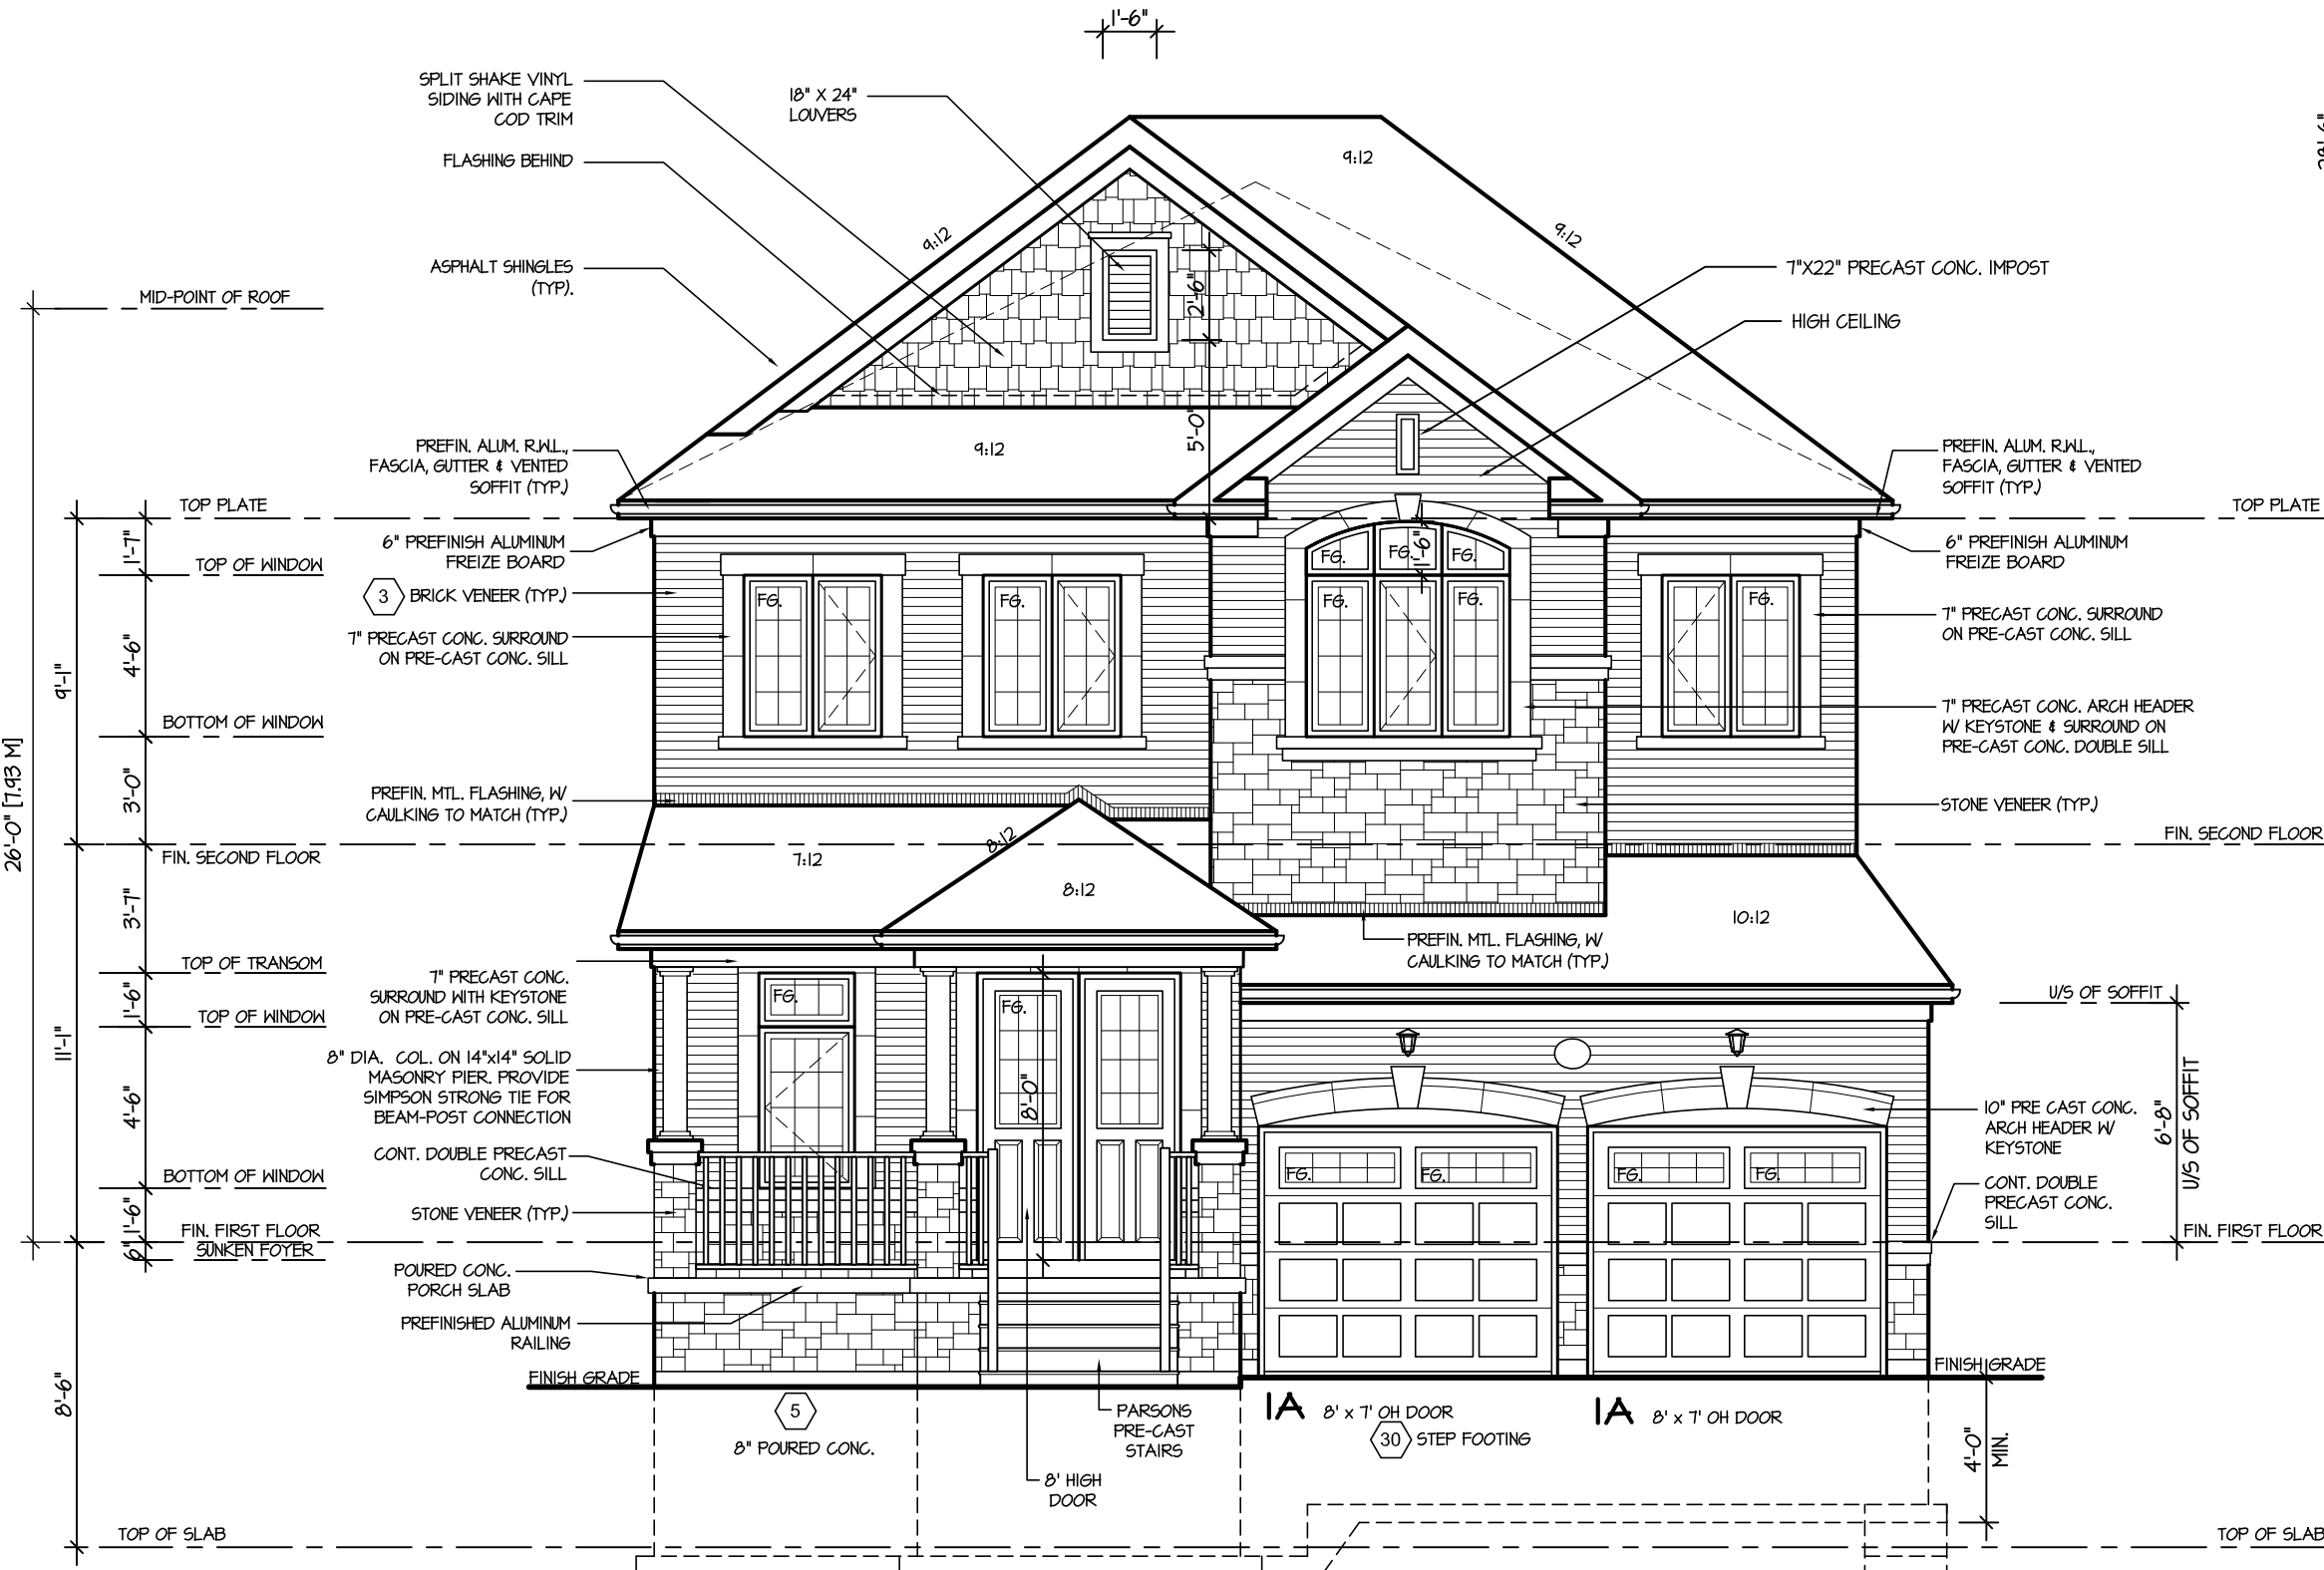 1'-6"
SPLIT SHAKE VINYL
SIDING WITH CAPE
COD TRIM
18" X 24"
LOUVERS
FLASHING BEHIND
ASPHALT SHINGLES
(TYP).
MID-POINT OF ROOF
9:12
9:12
9:12
9:12
2'-6"
5'-0"
7"X22" PRECAST CONC. IMPOST
HIGH CEILING
PREFIN. ALUM. R.W.L.,
FASCIA, GUTTER & VENTED
SOFFIT (TYP.)
PREFIN. ALUM. R.W.L.,
FASCIA, GUTTER & VENTED
SOFFIT (TYP.)
TOP PLATE
TOP PLATE
1'-7"
6" PREFINISH ALUMINUM
FREIZE BOARD
6" PREFINISH ALUMINUM
FREIZE BOARD
TOP OF WINDOW
3 BRICK VENEER (TYP.)
7" PRECAST CONC. SURROUND
ON PRE-CAST CONC. SILL
7" PRECAST CONC. SURROUND
ON PRE-CAST CONC. SILL
FG.
FG.
FG.
FG.
FG.
FG.
FG.
FG.
1'-6"
4'-6"
9'-1"
26'-0" [7.93 M]
BOTTOM OF WINDOW
7" PRECAST CONC. ARCH HEADER
W/ KEYSTONE & SURROUND ON
PRE-CAST CONC. DOUBLE SILL
3'-0"
PREFIN. MTL. FLASHING, W/
CAULKING TO MATCH (TYP.)
STONE VENEER (TYP.)
FIN. SECOND FLOOR
FIN. SECOND FLOOR
7:12
8:12
8:12
10:12
3'-7"
PREFIN. MTL. FLASHING, W/
CAULKING TO MATCH (TYP.)
TOP OF TRANSOM
1'-6"
TOP OF WINDOW
7" PRECAST CONC.
SURROUND WITH KEYSTONE
ON PRE-CAST CONC. SILL
FG.
FG.
U/S OF SOFFIT
11'-1"
4'-6"
8" DIA. COL. ON 14"x14" SOLID
MASONRY PIER. PROVIDE
SIMPSON STRONG TIE FOR
BEAM-POST CONNECTION
8'-0"
10" PRE CAST CONC.
ARCH HEADER W/
KEYSTONE
6'-8"
U/S OF SOFFIT
CONT. DOUBLE PRECAST
CONC. SILL
BOTTOM OF WINDOW
FG.
FG.
FG.
FG.
CONT. DOUBLE
PRECAST CONC.
SILL
STONE VENEER (TYP.)
1'-6"
FIN. FIRST FLOOR
FIN. FIRST FLOOR
6"
SUNKEN FOYER
POURED CONC.
PORCH SLAB
PREFINISHED ALUMINUM
RAILING
FINISH GRADE
FINISH GRADE
8'-6"
5
8" POURED CONC.
PARSONS
PRE-CAST
STAIRS
8' HIGH
DOOR
1A 8' x 7' OH DOOR
30 STEP FOOTING
1A 8' x 7' OH DOOR
4'-0"
MIN.
TOP OF SLAB
TOP OF SLAB